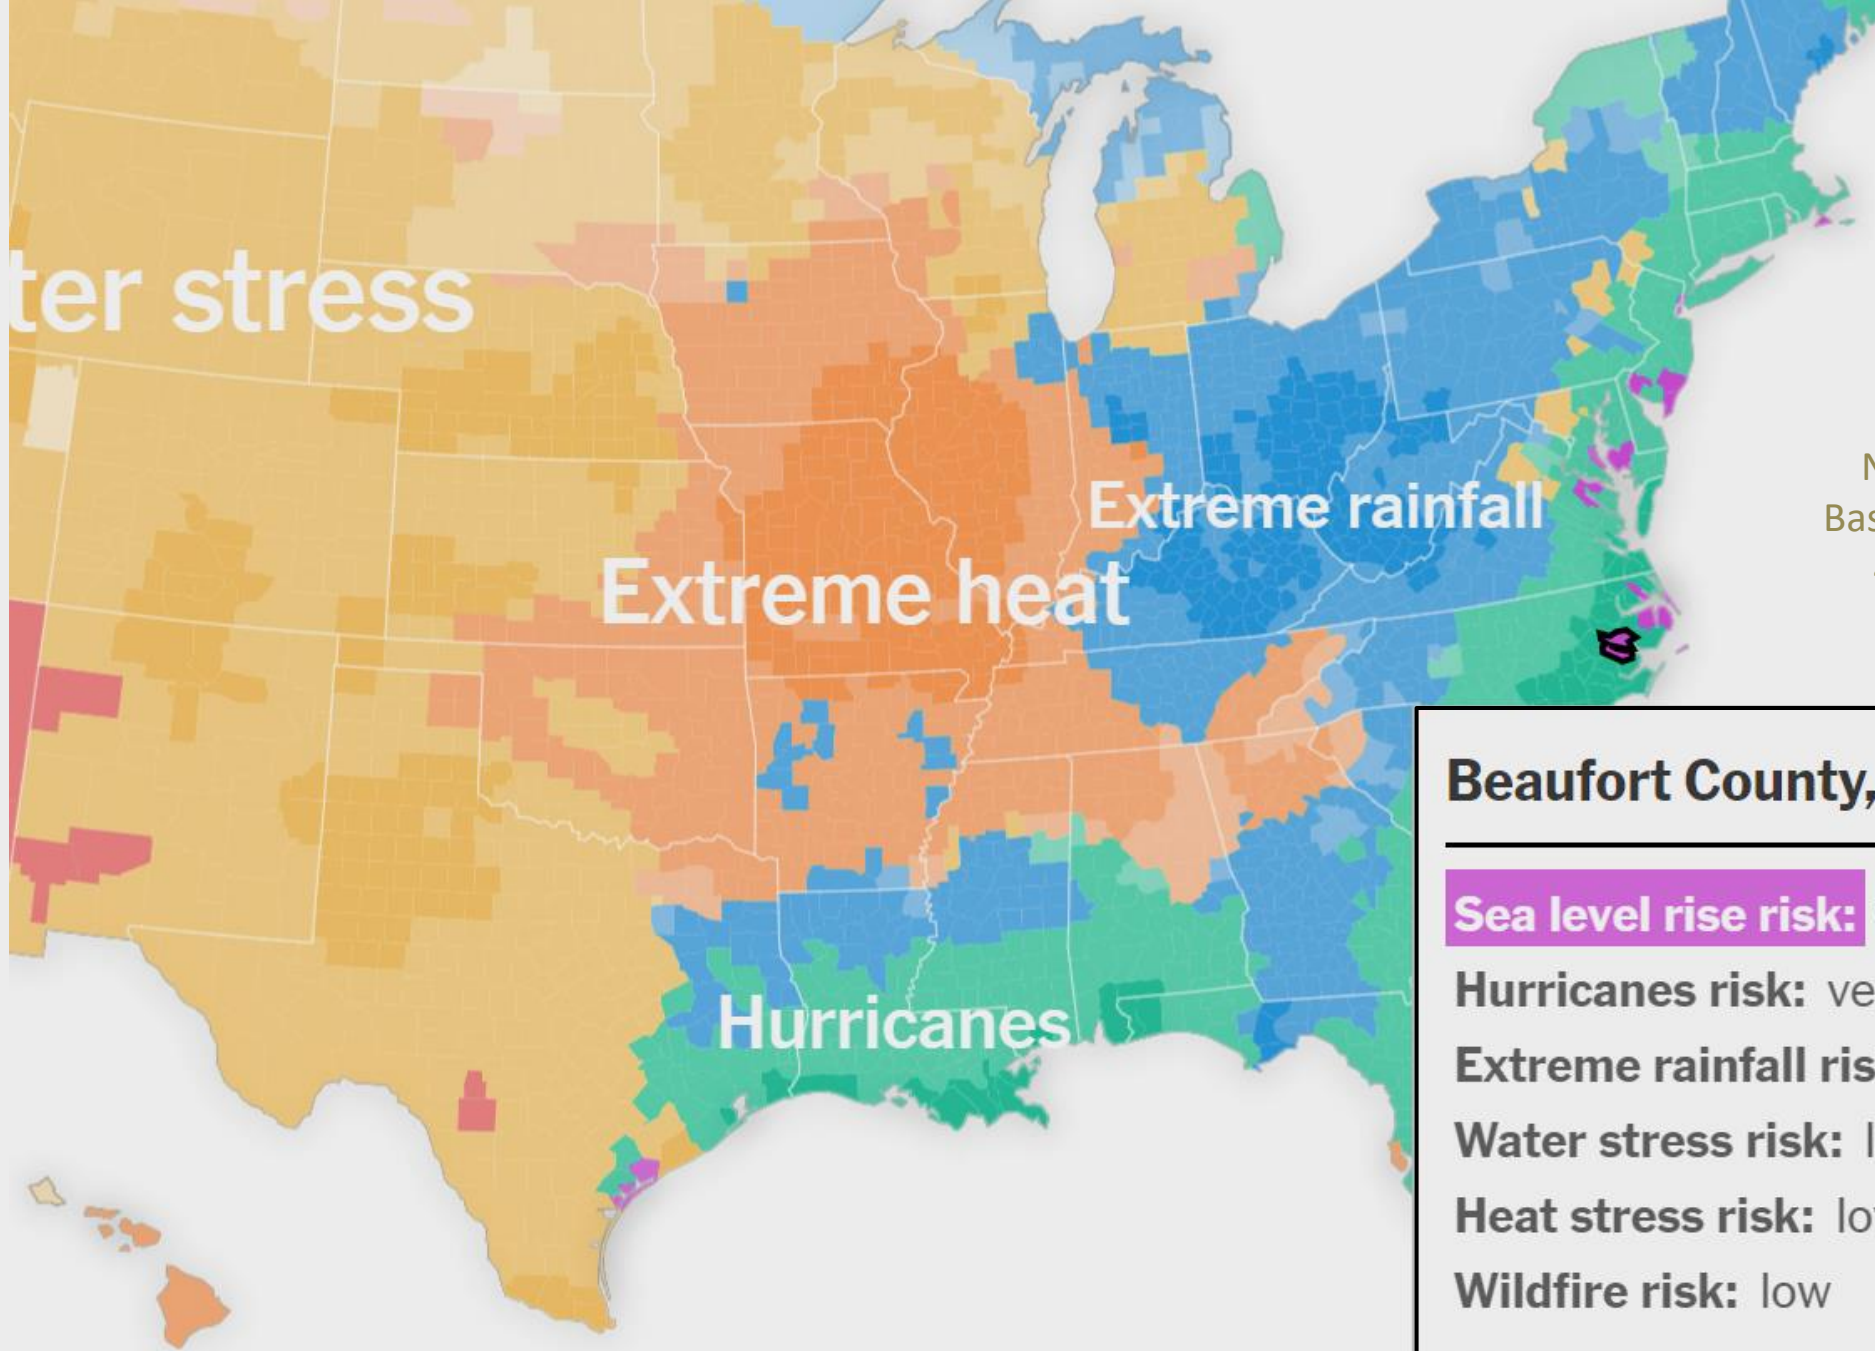 ter stress
Extreme rainfall
Bas
Extreme heat
Hurricanes
Beaufort County,
Sea level rise risk:
Hurricanes risk: ve
Extreme rainfall ris
Water stress risk: l
Heat stress risk: lo
Wildfire risk: low